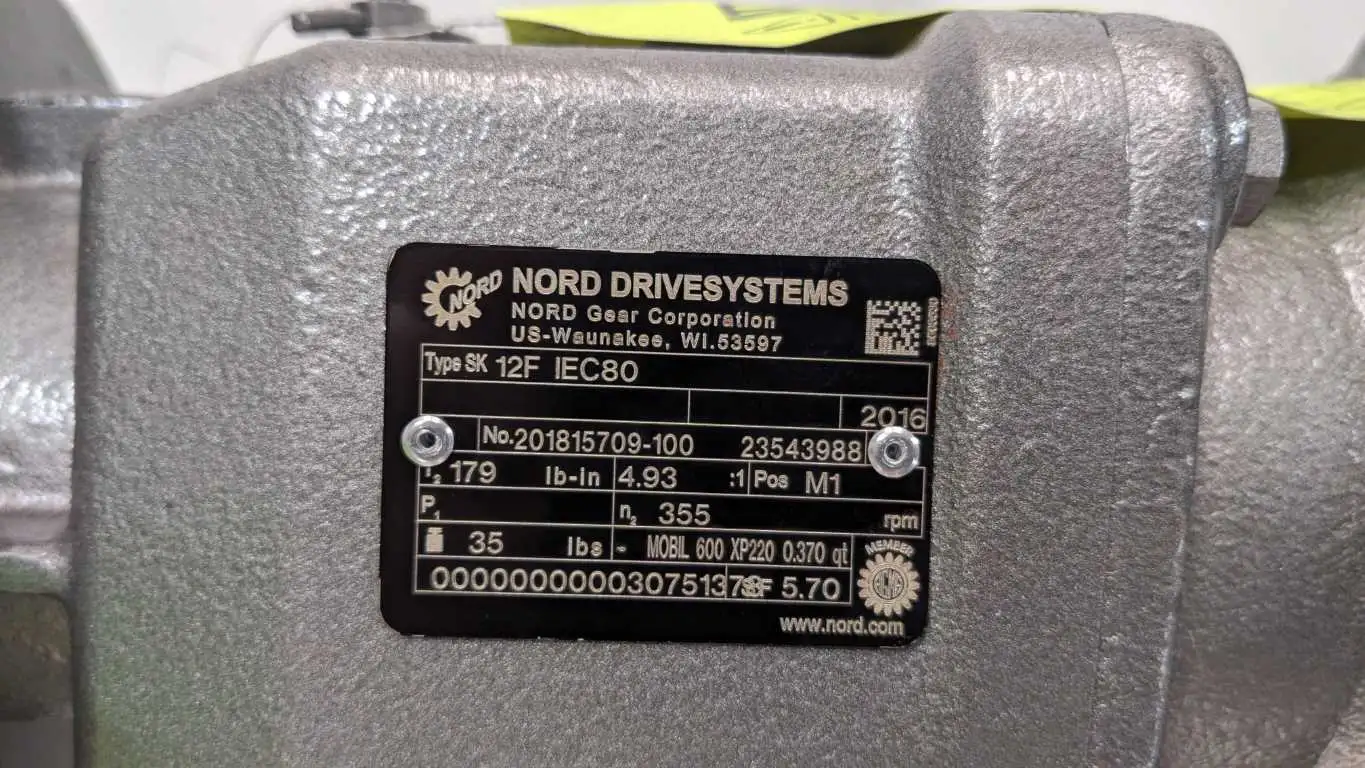 NORD
NORD DRIVESYSTEMS
NORD Gear Corporation
US-Waunakee, WI.53597
Type SK 12F IEC80
2016
No.201815709-100 23543988
T₂ 179 lb-in 4.93 :1 Pos M1
P₁ n₂ 355 rpm
35 lbs - MOBIL 600 XP220 0.370 qt
SF 5.70
MEMBER
www.nord.com